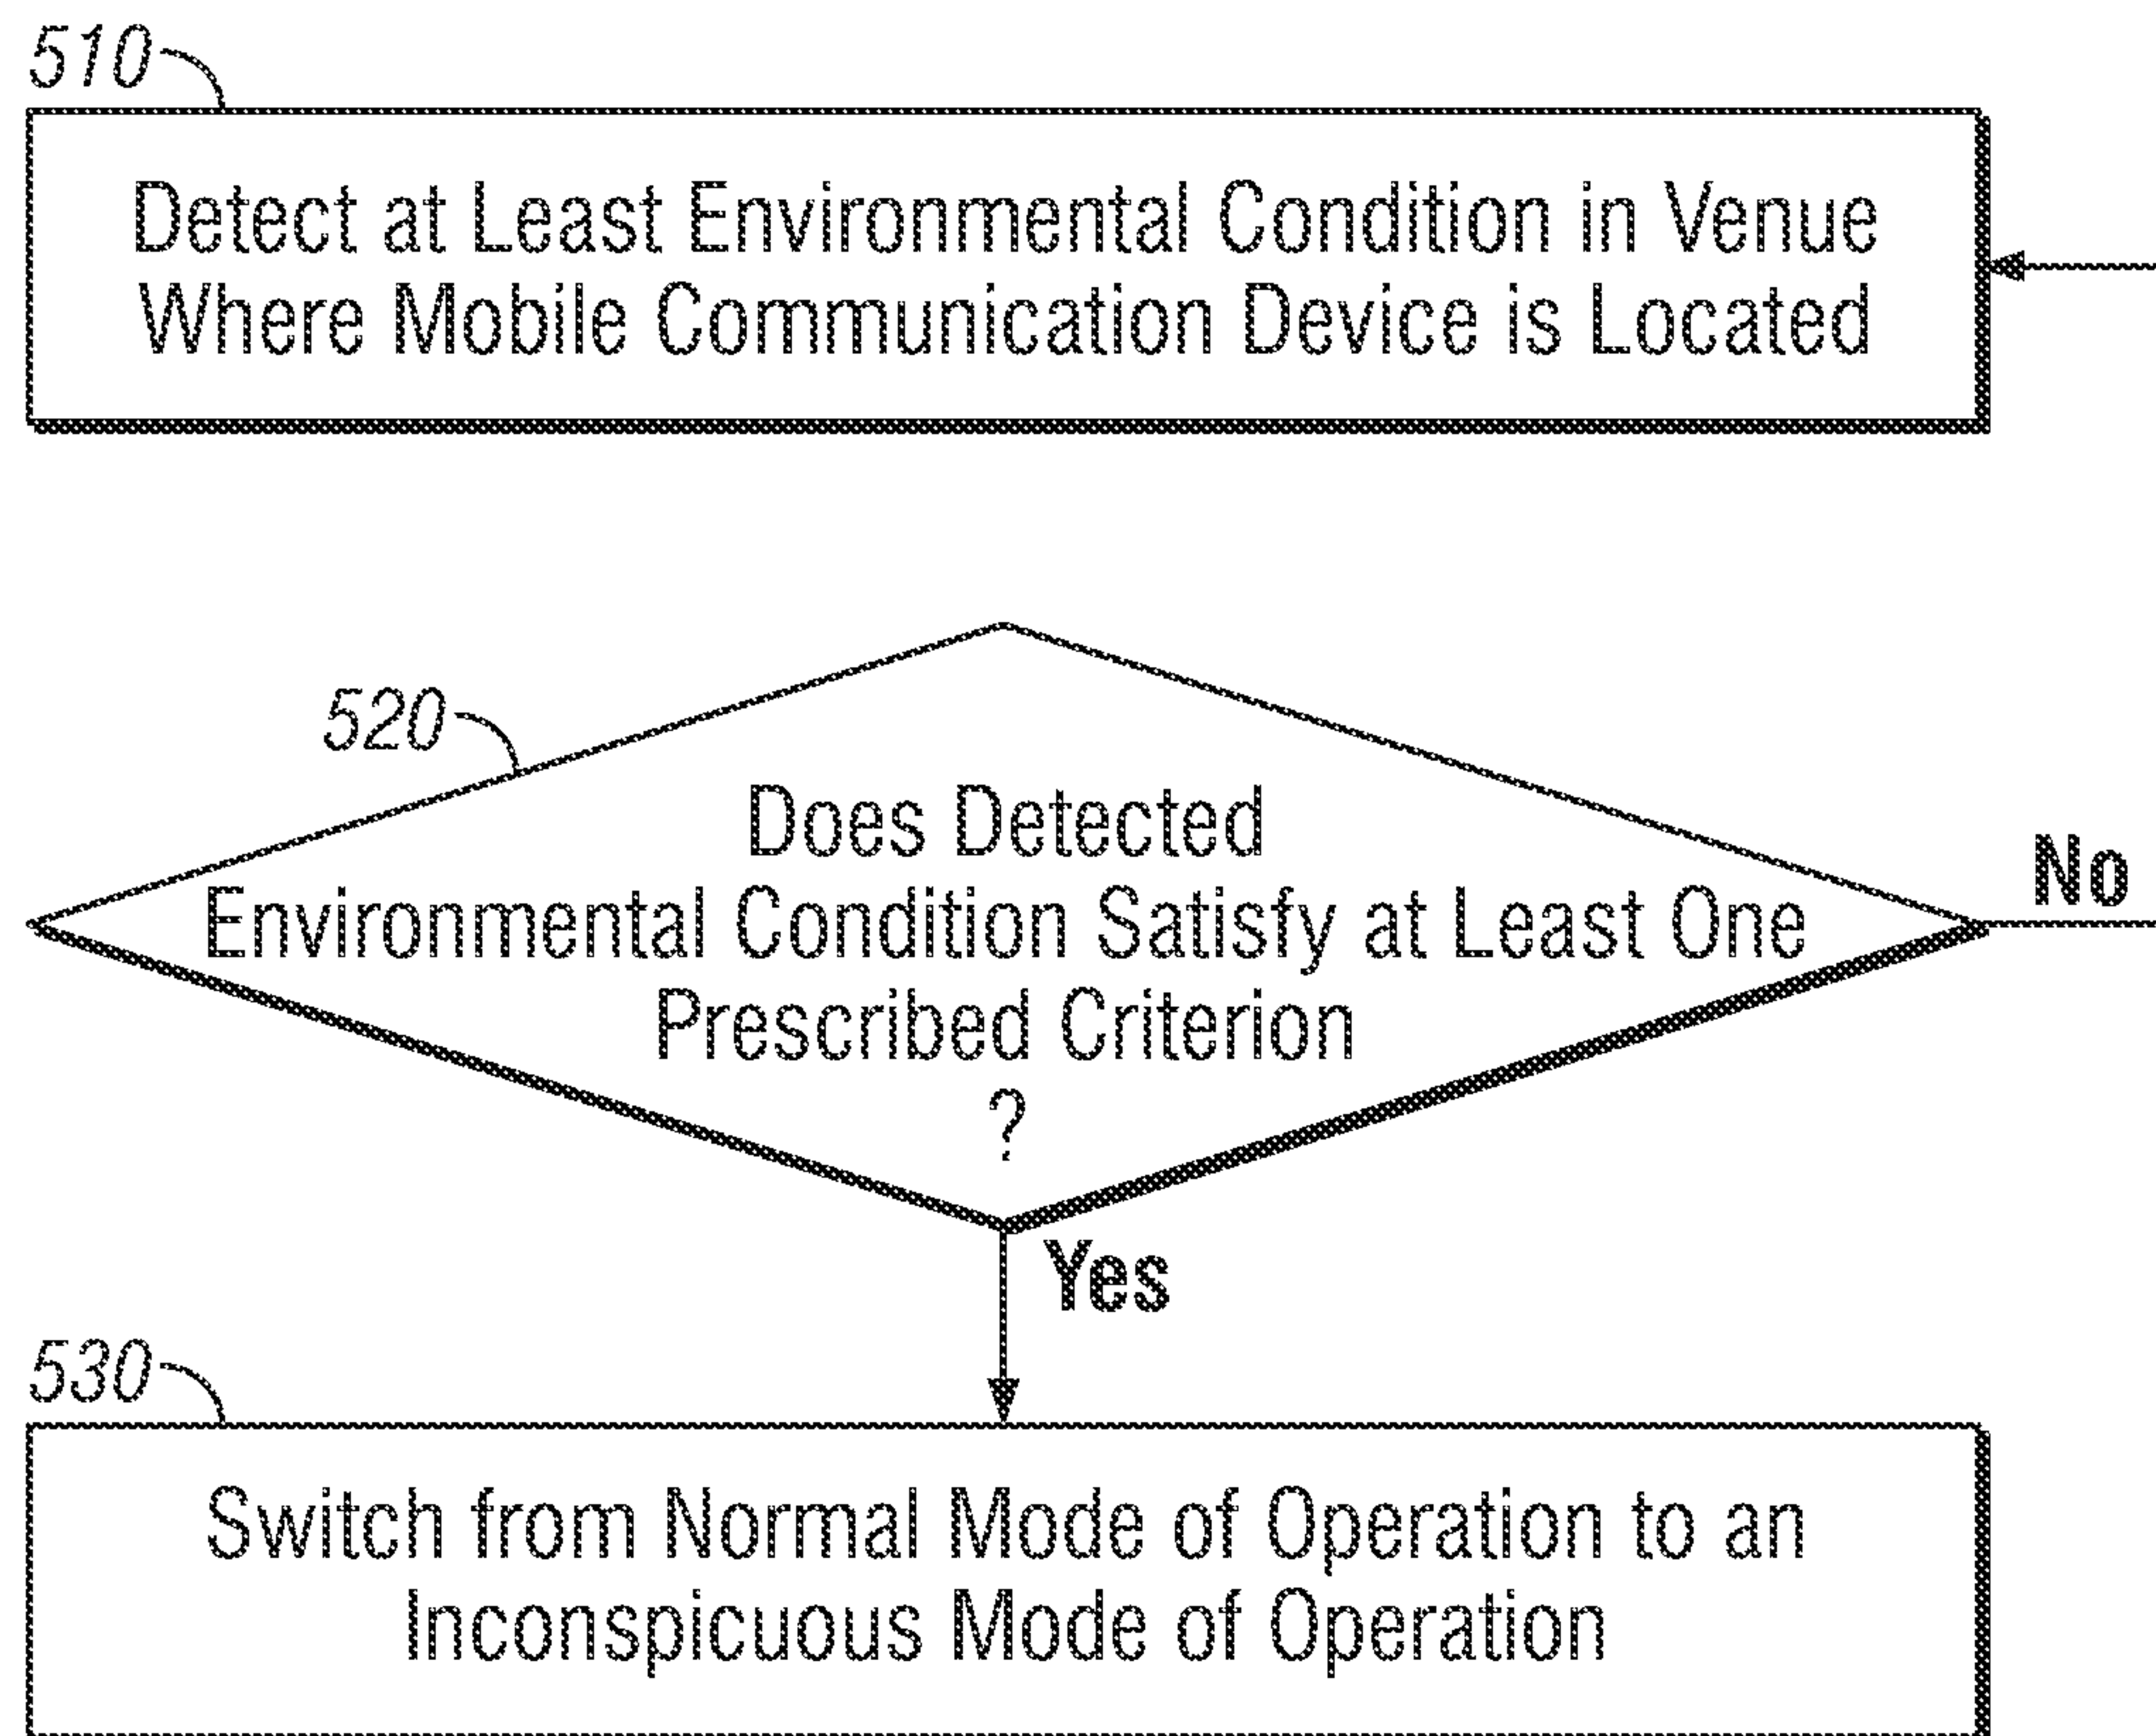 510
Detect at Least Environmental Condition in Venue
Where Mobile Communication Device is Located
520
Does Detected
Environmental Condition Satisfy at Least One
Prescribed Criterion
?
No
Yes
530
Switch from Normal Mode of Operation to an
Inconspicuous Mode of Operation